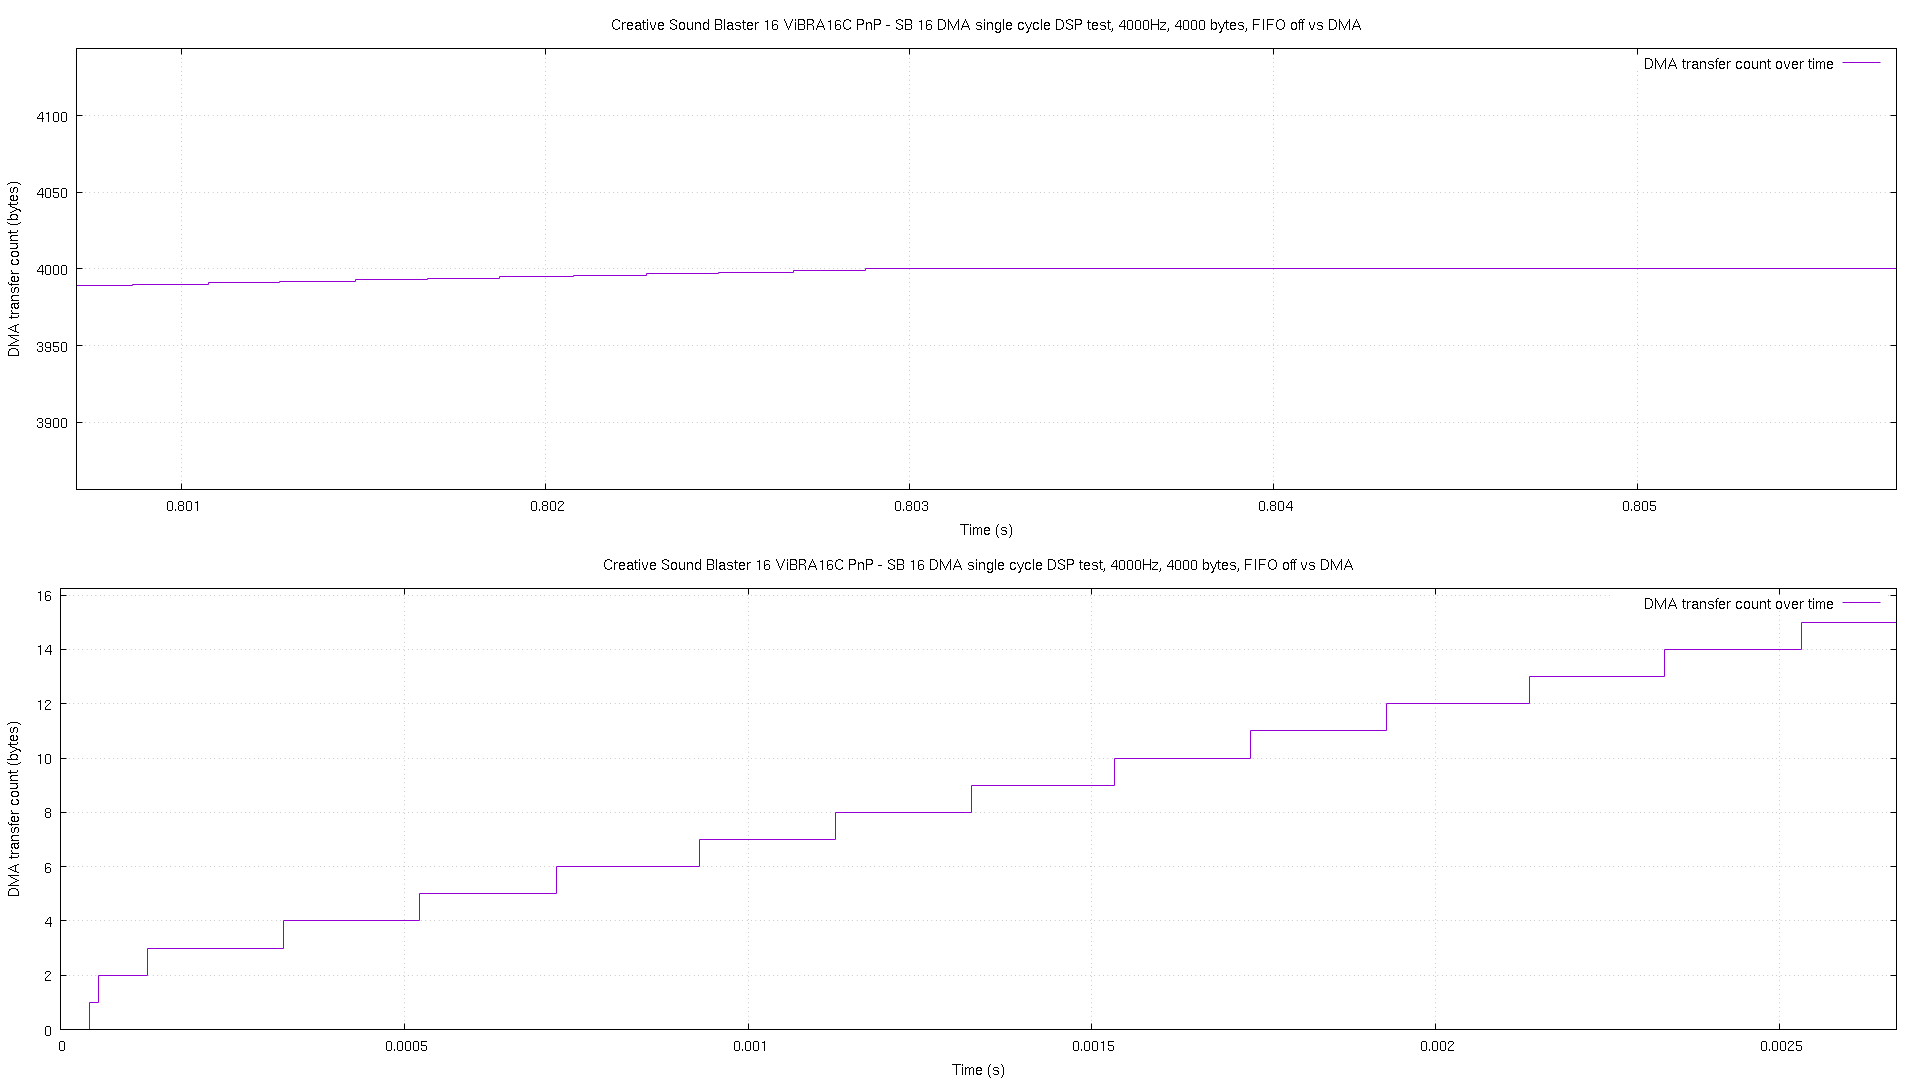 Creative Sound Blaster 16 ViBRA16C PnP - SB 16 DMA single cycle DSP test, 4000Hz, 4000 bytes, FIFO off vs DMA
DMA transfer count over time
4100
4050
4000
3950
3900
DMA transfer count (bytes)
0.801 0.802 0.803 0.804 0.805
Time (s)
Creative Sound Blaster 16 ViBRA16C PnP - SB 16 DMA single cycle DSP test, 4000Hz, 4000 bytes, FIFO off vs DMA
DMA transfer count over time
16
14
12
10
8
6
4
2
0
DMA transfer count (bytes)
0 0.0005 0.001 0.0015 0.002 0.0025
Time (s)